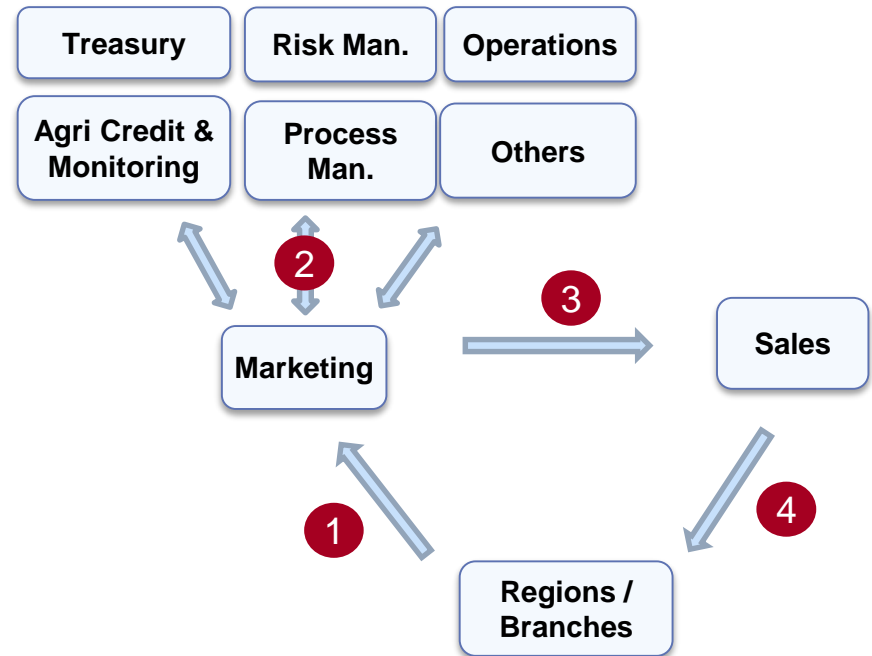 Treasury
Risk Man.
Operations
Agri Credit &
Monitoring
Process
Man.
Others
2
3
Marketing
Sales
1
4
Regions /
Branches